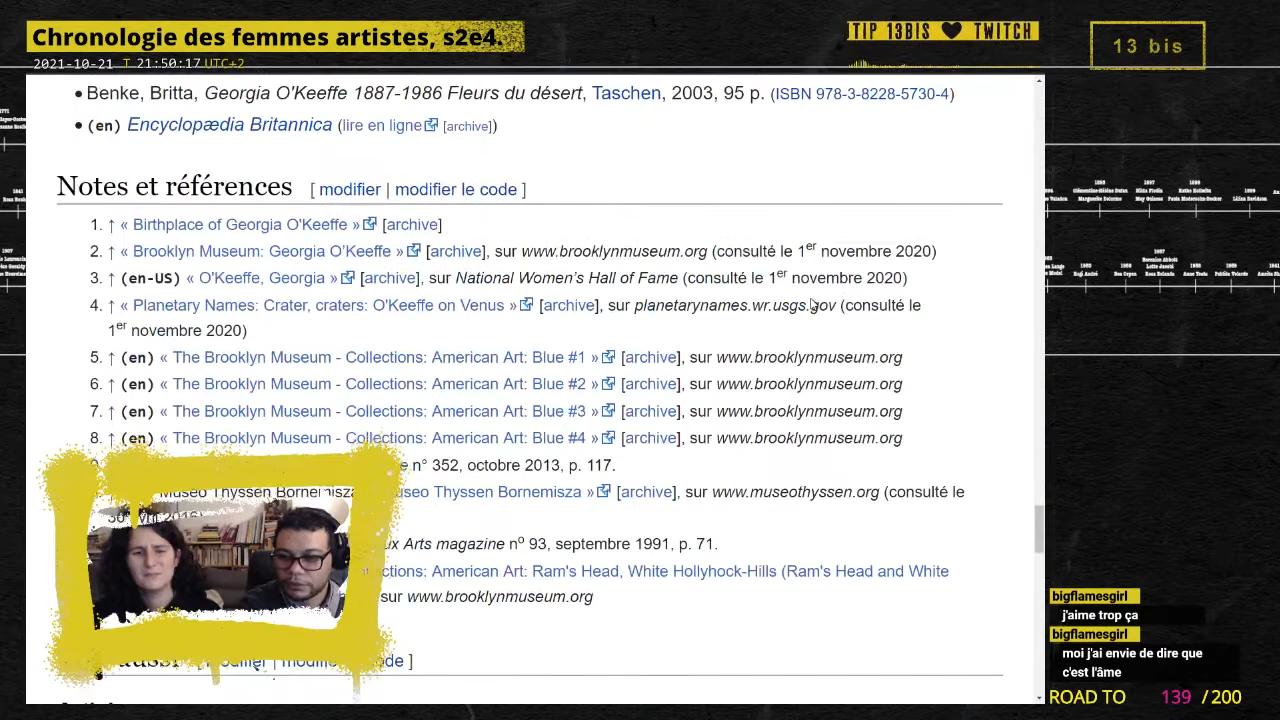 Chronologie des femmes artistes, s2e4.
2021-10-21 T 21:50:17 UTC+2
TIP 13BIS ♥ TWITCH
13 bis
• Benke, Britta, Georgia O'Keeffe 1887-1986 Fleurs du désert, Taschen, 2003, 95 p. (ISBN 978-3-8228-5730-4)
• (en) Encyclopædia Britannica (lire en ligne [archive])
Notes et références [ modifier | modifier le code ]
1. ↑ « Birthplace of Georgia O'Keeffe » [archive]
2. ↑ « Brooklyn Museum: Georgia O'Keeffe » [archive], sur www.brooklynmuseum.org (consulté le 1er novembre 2020)
3. ↑ (en-US) « O'Keeffe, Georgia » [archive], sur National Women's Hall of Fame (consulté le 1er novembre 2020)
4. ↑ « Planetary Names: Crater, craters: O'Keeffe on Venus » [archive], sur planetarynames.wr.usgs.gov (consulté le
1er novembre 2020)
5. ↑ (en) « The Brooklyn Museum - Collections: American Art: Blue #1 » [archive], sur www.brooklynmuseum.org
6. ↑ (en) « The Brooklyn Museum - Collections: American Art: Blue #2 » [archive], sur www.brooklynmuseum.org
7. ↑ (en) « The Brooklyn Museum - Collections: American Art: Blue #3 » [archive], sur www.brooklynmuseum.org
8. ↑ (en) « The Brooklyn Museum - Collections: American Art: Blue #4 » [archive], sur www.brooklynmuseum.org
n° 352, octobre 2013, p. 117.
Museo Thyssen Bornemisza Thyssen Bornemisza » [archive], sur www.museothyssen.org (consulté le
Arts magazine no 93, septembre 1991, p. 71.
American Art: Ram's Head, White Hollyhock-Hills (Ram's Head and White
sur www.brooklynmuseum.org
]
bigflamesgirl
j'aime trop ça
bigflamesgirl
moi j'ai envie de dire que
c'est l'âme
ROAD TO 139 / 200